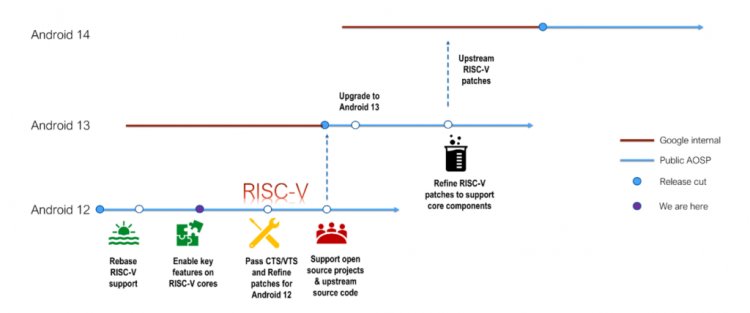 Android 14
Upstream
RISC-V
patches
Upgrade to
Android 13
Android 13
Google internal
Public AOSP
Release cut
We are here
Refine RISC-V
patches to support
core components
RISC-V
Android 12
Rebase
RISC-V
support
Enable key
features on
RISC-V cores
Pass CTS/VTS
and Refine
patches for
Android 12
Support open
source projects
& upstream
source code